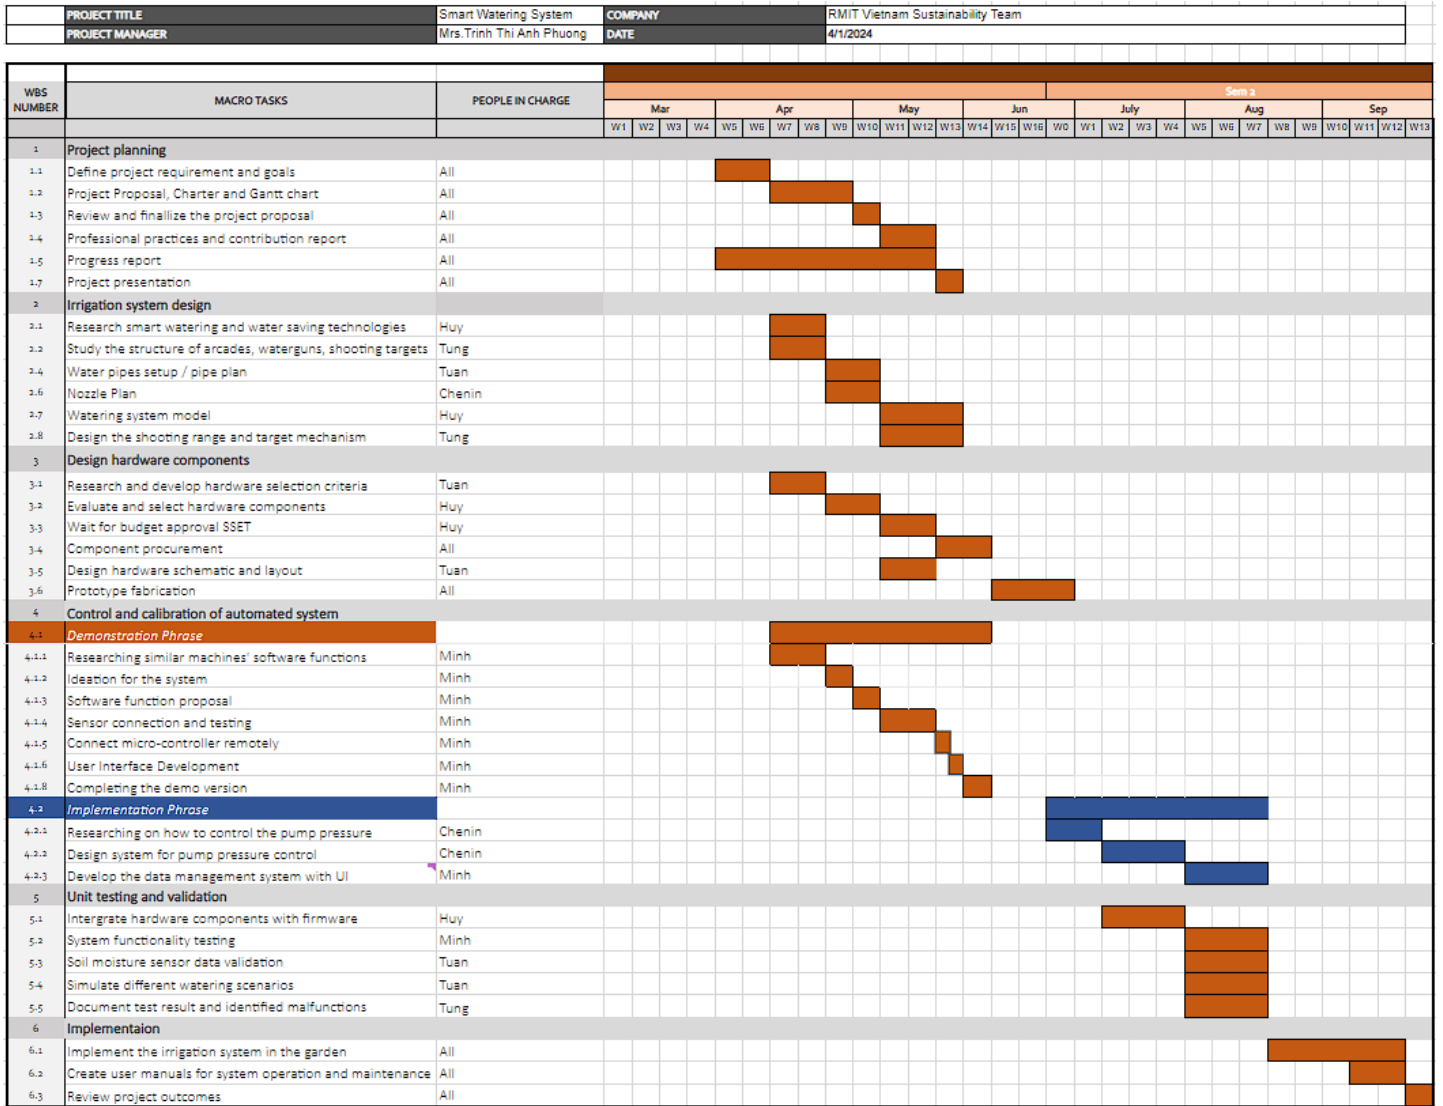 PROJECT TITLE Smart Watering System COMPANY RMIT Vietnam Sustainability Team
PROJECT MANAGER Mrs.Trinh Thi Anh Phuong DATE 4/1/2024
WBS NUMBER MACRO TASKS PEOPLE IN CHARGE
Sem 2
Mar Apr May Jun July Aug Sep
W1 W2 W3 W4 W5 W6 W7 W8 W9 W10 W11 W12 W13 W14 W15 W16 W0 W1 W2 W3 W4 W5 W6 W7 W8 W9 W10 W11 W12 W13
1 Project planning
1.1 Define project requirement and goals All
1.2 Project Proposal, Charter and Gantt chart All
1.3 Review and finallize the project proposal All
1.4 Professional practices and contribution report All
1.5 Progress report All
1.7 Project presentation All
2 Irrigation system design
2.1 Research smart watering and water saving technologies Huy
2.2 Study the structure of arcades, waterguns, shooting targets Tung
2.4 Water pipes setup / pipe plan Tuan
2.6 Nozzle Plan Chenin
2.7 Watering system model Huy
2.8 Design the shooting range and target mechanism Tung
3 Design hardware components
3.1 Research and develop hardware selection criteria Tuan
3.2 Evaluate and select hardware components Huy
3.3 Wait for budget approval SSET Huy
3.4 Component procurement All
3.5 Design hardware schematic and layout Tuan
3.6 Prototype fabrication All
4 Control and calibration of automated system
4.1 Demonstration Phrase
4.1.1 Researching similar machines' software functions Minh
4.1.2 Ideation for the system Minh
4.1.3 Software function proposal Minh
4.1.4 Sensor connection and testing Minh
4.1.5 Connect micro-controller remotely Minh
4.1.6 User Interface Development Minh
4.1.8 Completing the demo version Minh
4.2 Implementation Phrase
4.2.1 Researching on how to control the pump pressure Chenin
4.2.2 Design system for pump pressure control Chenin
4.2.3 Develop the data management system with UI Minh
5 Unit testing and validation
5.1 Intergrate hardware components with firmware Huy
5.2 System functionality testing Minh
5.3 Soil moisture sensor data validation Tuan
5.4 Simulate different watering scenarios Tuan
5.5 Document test result and identified malfunctions Tung
6 Implementaion
6.1 Implement the irrigation system in the garden All
6.2 Create user manuals for system operation and maintenance All
6.3 Review project outcomes All